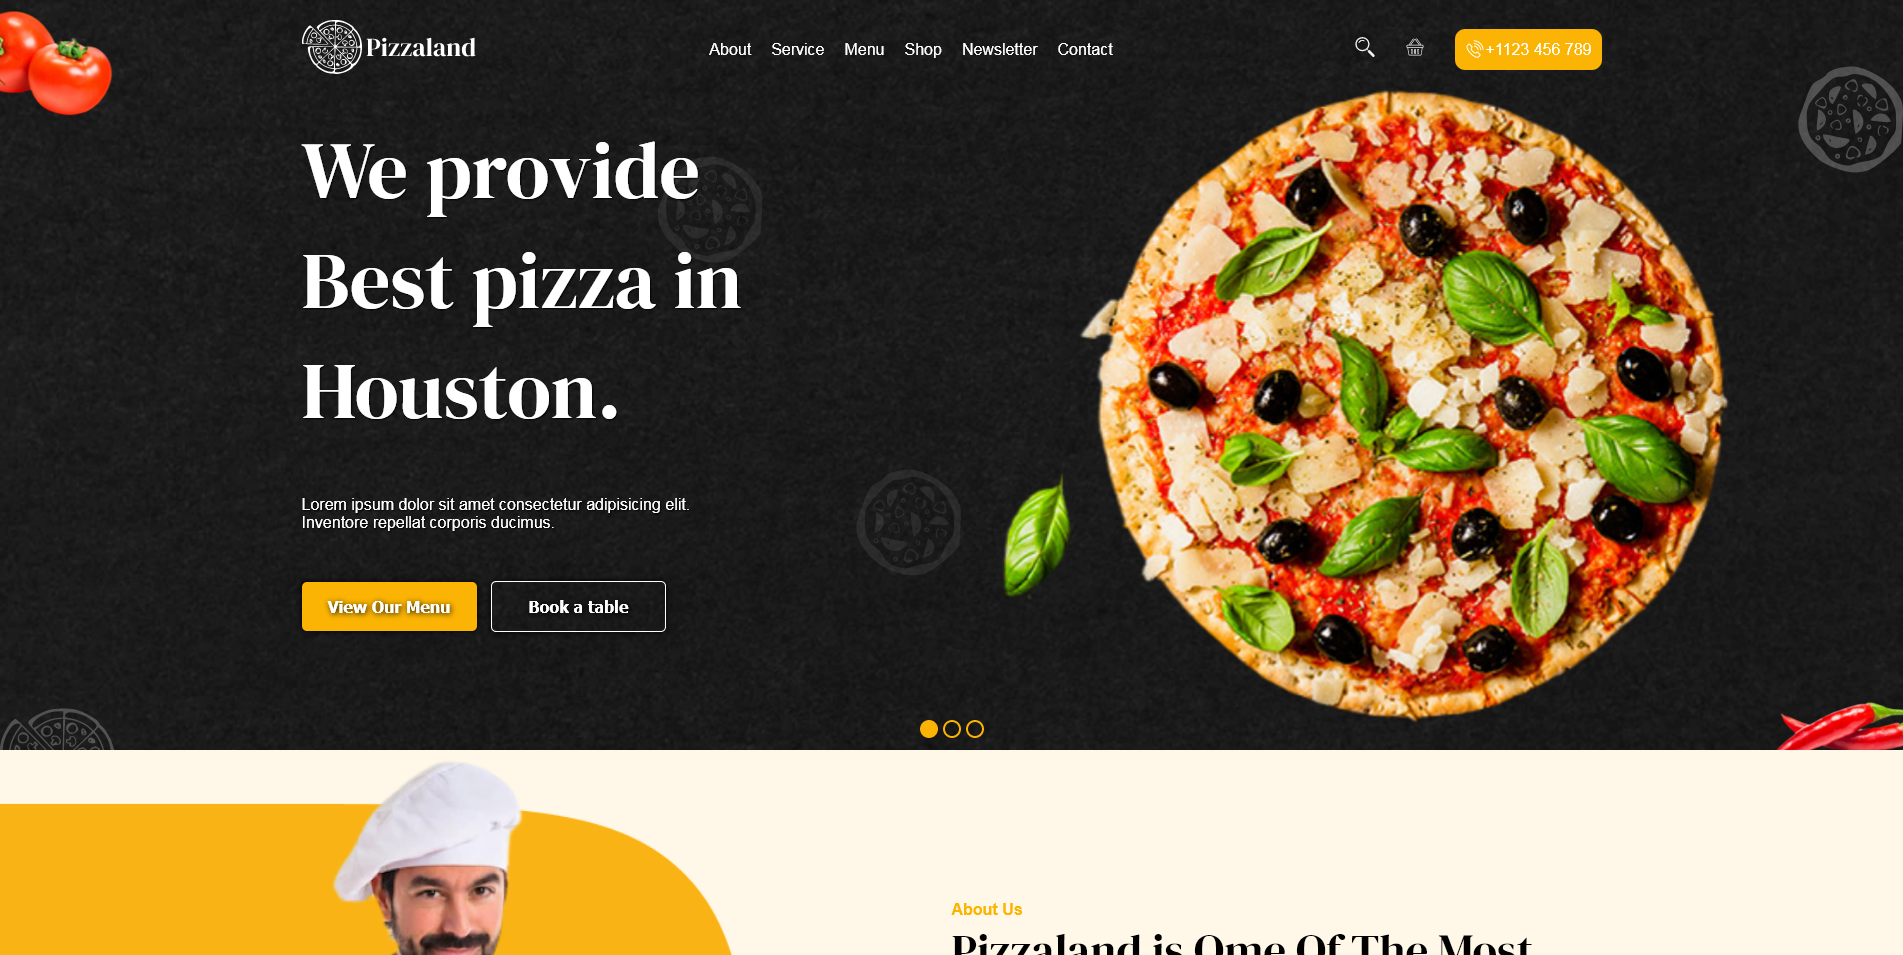 Pizzaland
About Service Menu Shop Newsletter Contact
+1123 456 789
We provide
Best pizza in
Houston.
Lorem ipsum dolor sit amet consectetur adipisicing elit.
Inventore repellat corporis ducimus.
View Our Menu
Book a table
About Us
Pizzaland is Ome Of The Most